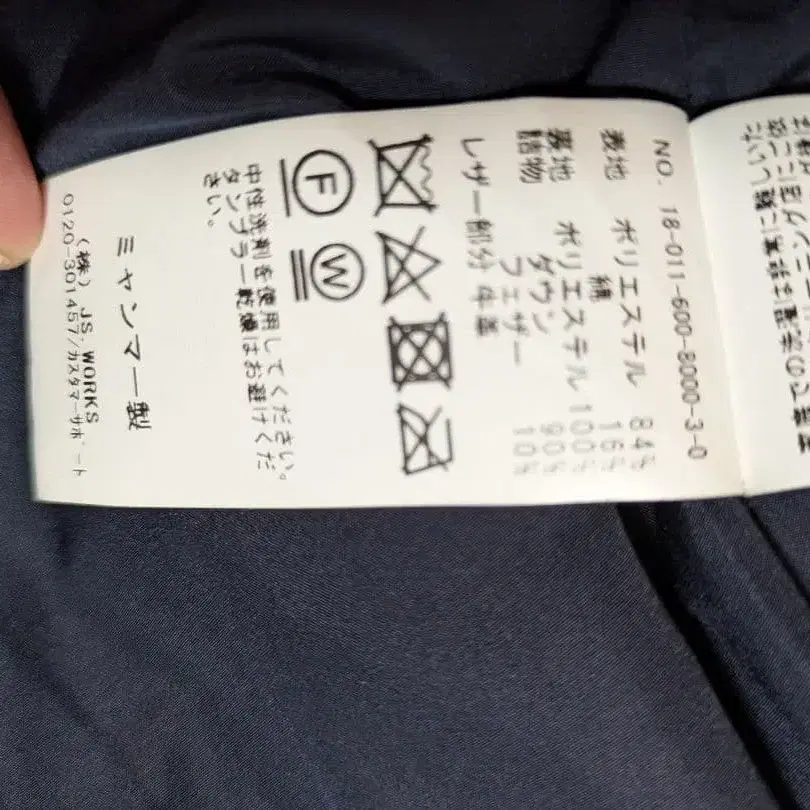 NO. 18-011-600-8000-3-0
表地 ポリエステル 84%
綿 16%
裏地 ポリエステル 100%
詰物 ダウン 90%
フェザー 10%
レザー部分 牛革
F W
中性洗剤を使用してください。
タンブラー乾燥はお避けくだ
さい。
ミャンマー製
(株) JS. WORKS
0120-301457/カスタマーサポート